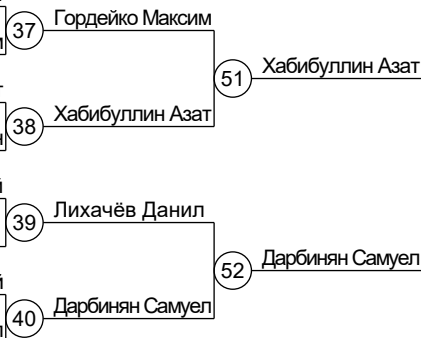 37
Гордейко Максим
51
Хабибуллин Азат
38
Хабибуллин Азат
39
Лихачёв Данил
52
Дарбинян Самуел
40
Дарбинян Самуел